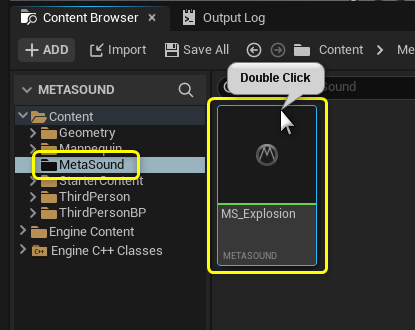 Content Browser × Output Log
+ ADD Import Save All Content > Me
Double Click
METASOUND
Content
Geometry
Mannequin
MetaSound
StarterContent
ThirdPerson
ThirdPersonBP
Engine Content
Engine C++ Classes
C++
MS_Explosion
METASOUND